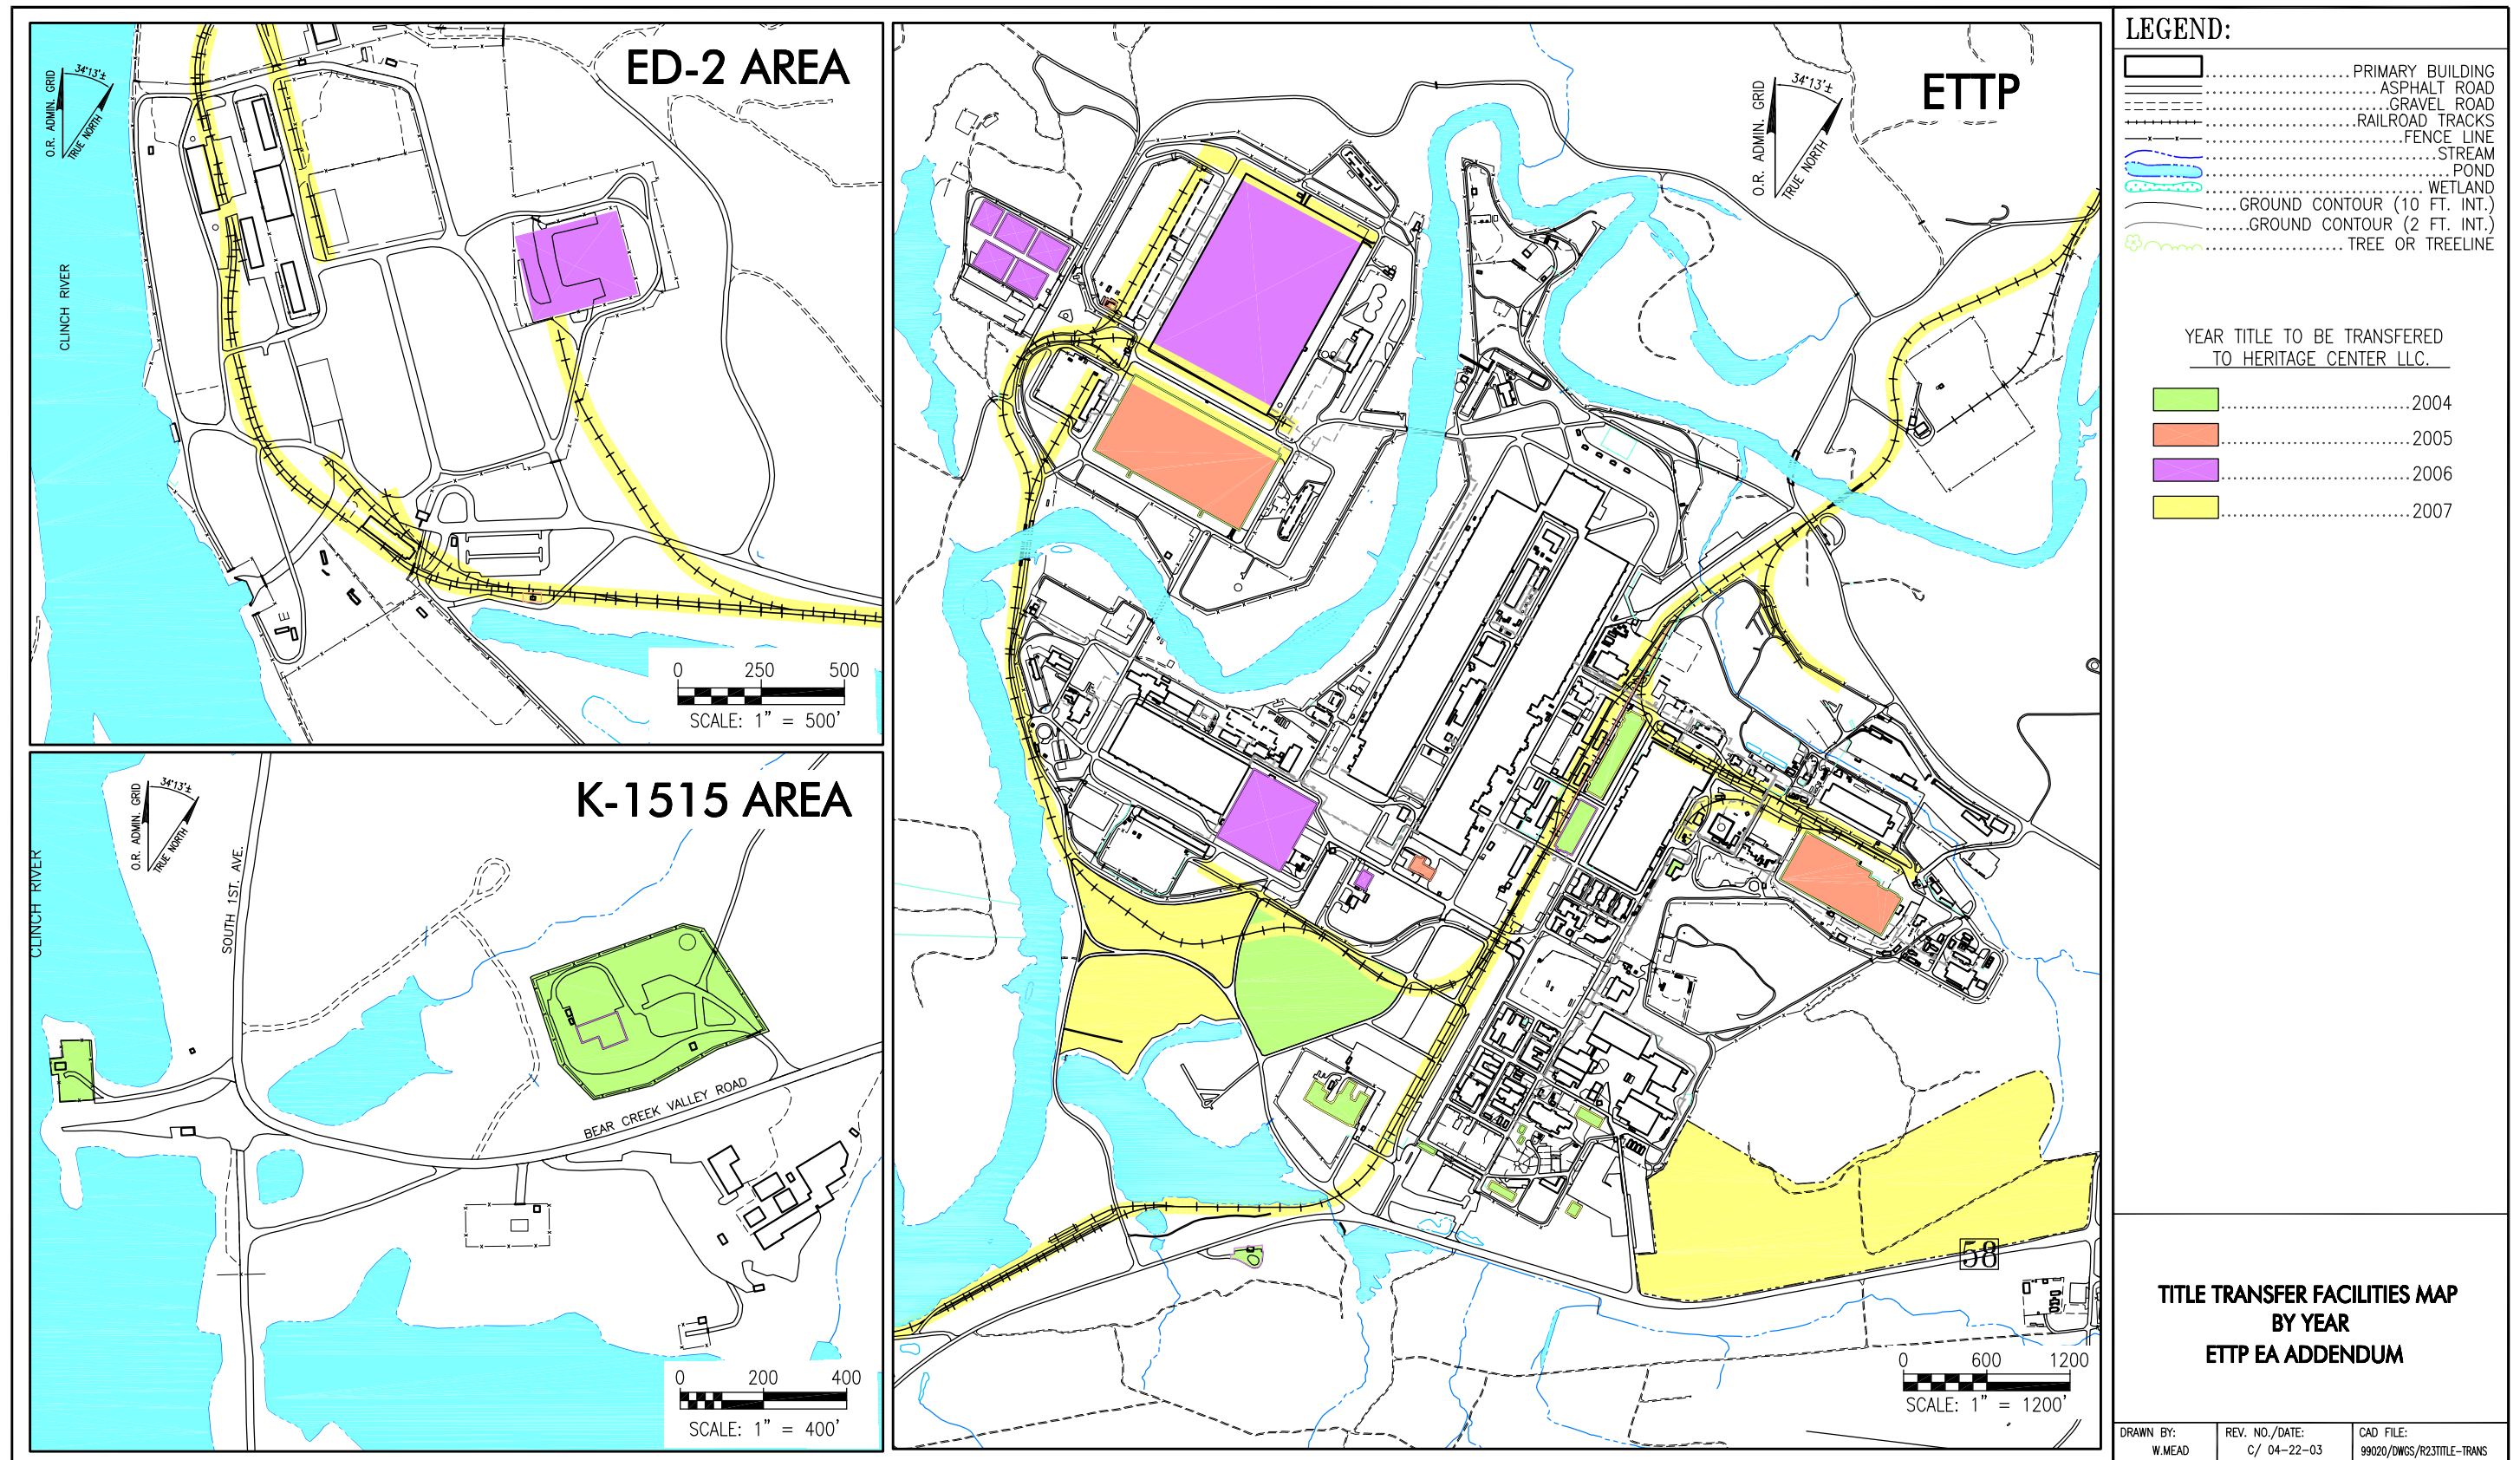 ED-2 AREA
O.R. ADMIN. GRID
34°13'±
TRUE NORTH
CLINCH RIVER
0 250 500
SCALE: 1" = 500'
K-1515 AREA
O.R. ADMIN. GRID
34°13'±
TRUE NORTH
CLINCH RIVER
SOUTH 1ST. AVE.
BEAR CREEK VALLEY ROAD
0 200 400
SCALE: 1" = 400'
ETTP
O.R. ADMIN. GRID
34°13'±
TRUE NORTH
58
0 600 1200
SCALE: 1" = 1200'
LEGEND:
PRIMARY BUILDING
ASPHALT ROAD
GRAVEL ROAD
RAILROAD TRACKS
FENCE LINE
STREAM
POND
WETLAND
GROUND CONTOUR (10 FT. INT.)
GROUND CONTOUR (2 FT. INT.)
TREE OR TREELINE
YEAR TITLE TO BE TRANSFERED
TO HERITAGE CENTER LLC.
2004
2005
2006
2007
TITLE TRANSFER FACILITIES MAP
BY YEAR
ETTP EA ADDENDUM
DRAWN BY:
W.MEAD
REV. NO./DATE:
C/ 04-22-03
CAD FILE:
99020/DWGS/R23TITLE-TRANS